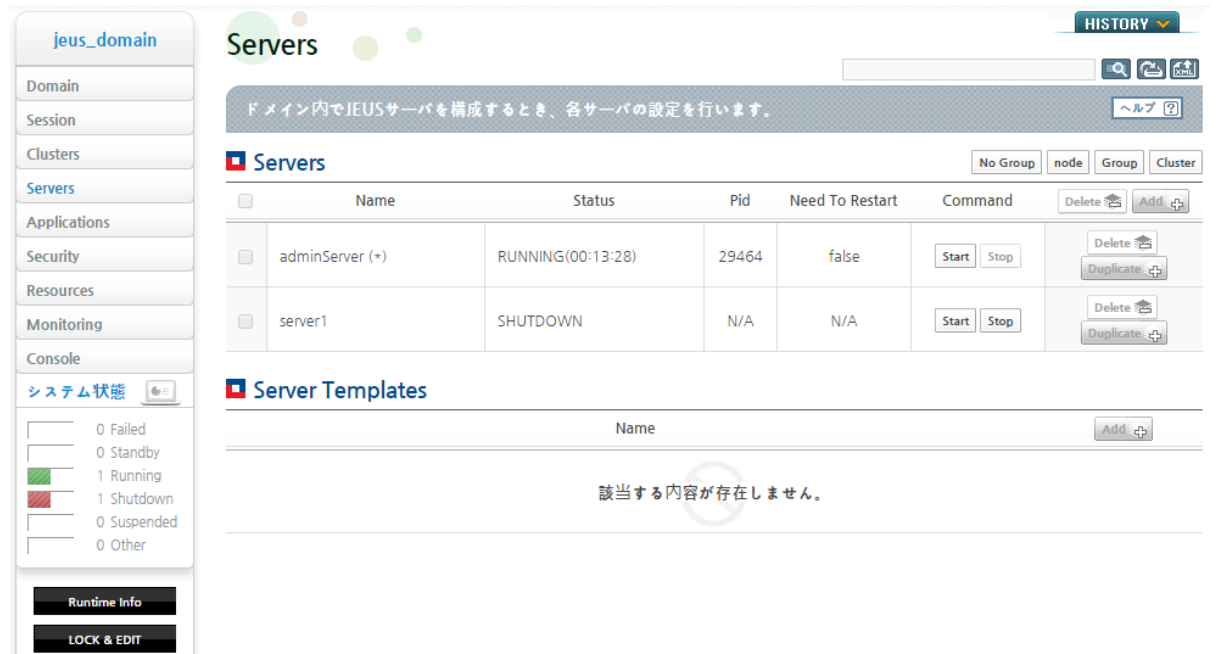 jeus_domain
Domain
Session
Clusters
Servers
Applications
Security
Resources
Monitoring
Console
システム状態
0 Failed
0 Standby
1 Running
1 Shutdown
0 Suspended
0 Other
Runtime Info
LOCK & EDIT
HISTORY
Servers
XML
ドメイン内でJEUSサーバを構成するとき、各サーバの設定を行います。 ヘルプ ?
Servers No Group node Group Cluster
Name Status Pid Need To Restart Command Delete Add
adminServer (*) RUNNING(00:13:28) 29464 false Start Stop Delete
Duplicate
server1 SHUTDOWN N/A N/A Start Stop Delete
Duplicate
Server Templates
Name Add
該当する内容が存在しません。